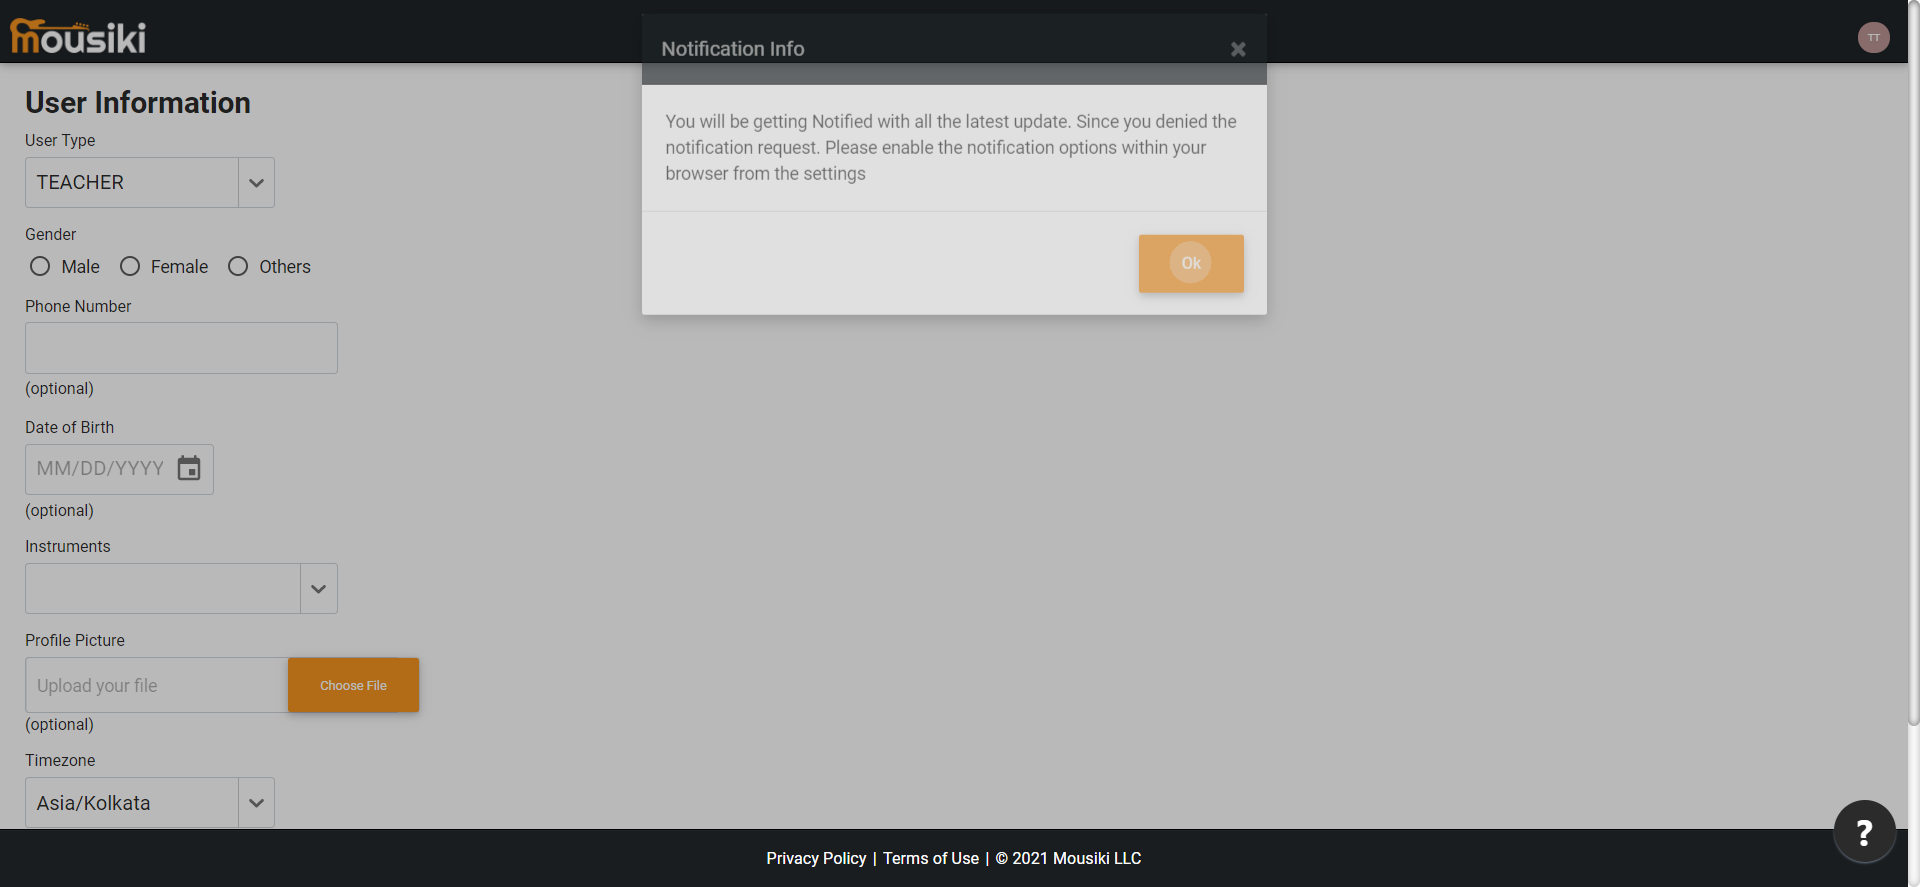 mousiki
TT
Notification Info
You will be getting Notified with all the latest update. Since you denied the
notification request. Please enable the notification options within your
browser from the settings
Ok
User Information
User Type
TEACHER
Gender
Male
Female
Others
Phone Number
(optional)
Date of Birth
MM/DD/YYYY
(optional)
Instruments
Profile Picture
Upload your file
Choose File
(optional)
Timezone
Asia/Kolkata
?
Privacy Policy | Terms of Use | © 2021 Mousiki LLC